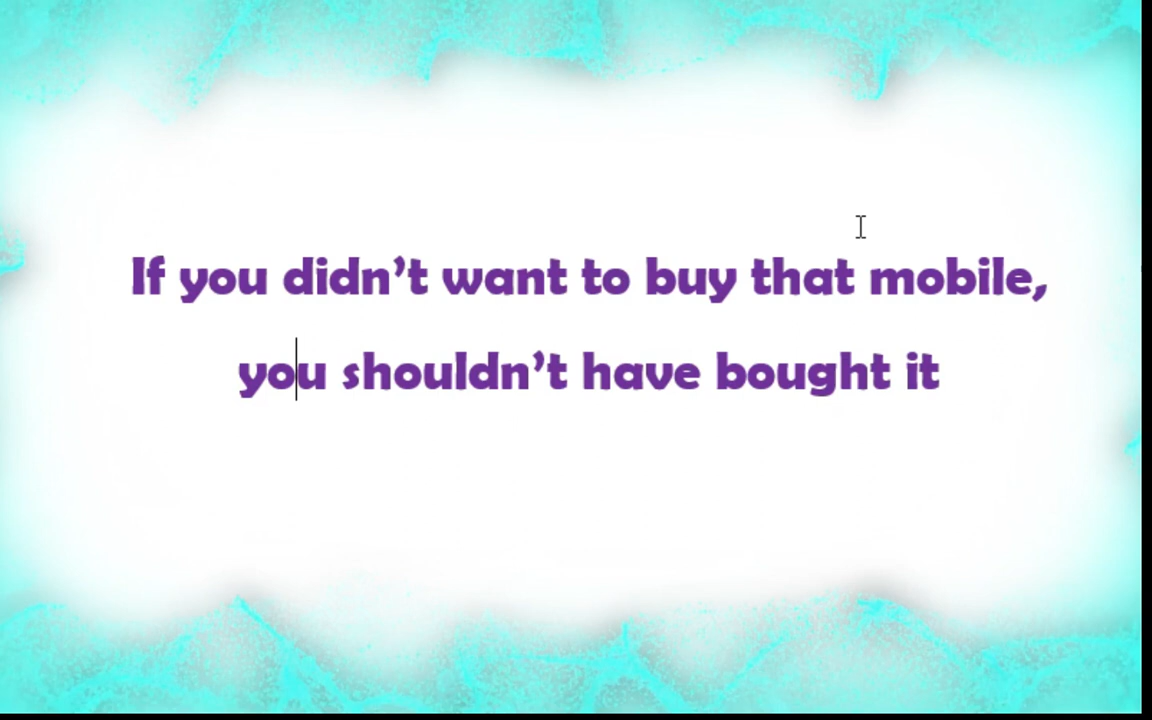 If you didn’t want to buy that mobile,
you shouldn’t have bought it